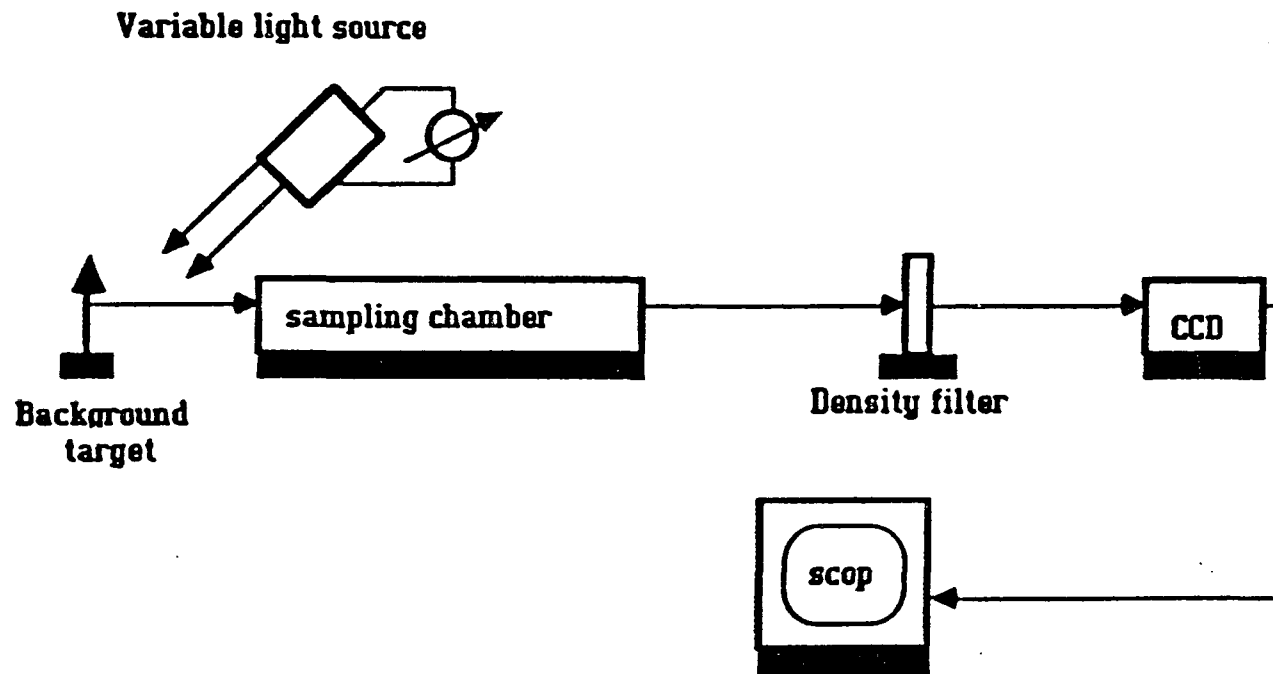 Variable light source
sampling chamber
CCD
Density filter
Background
target
scop